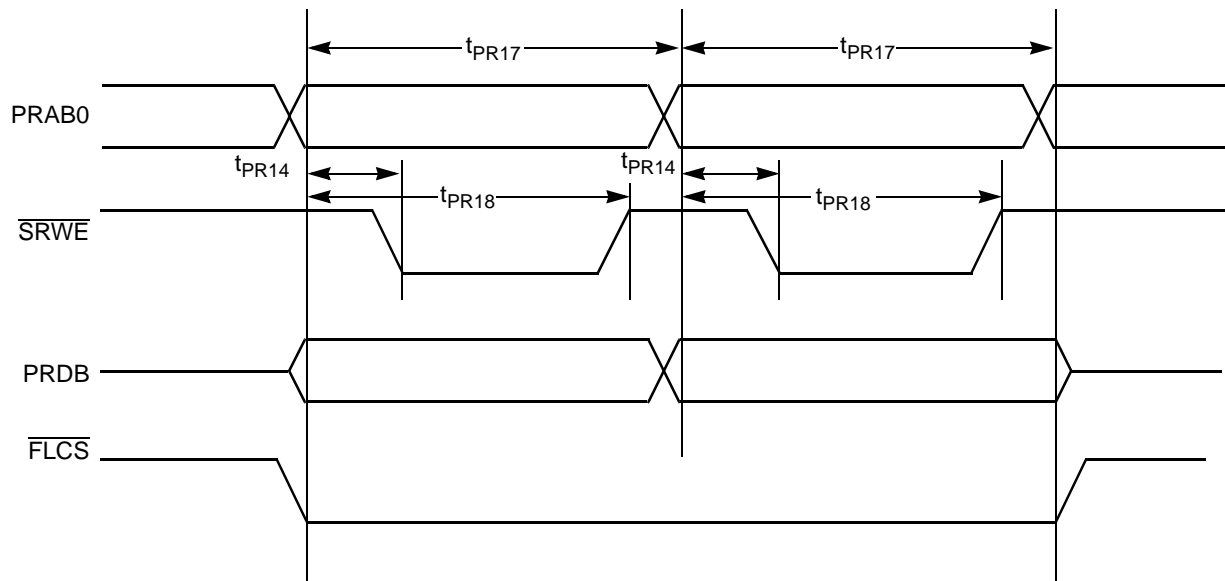 tPR17 tPR17
PRAB0
tPR14 tPR14
tPR18 tPR18
SRWE
PRDB
FLCS